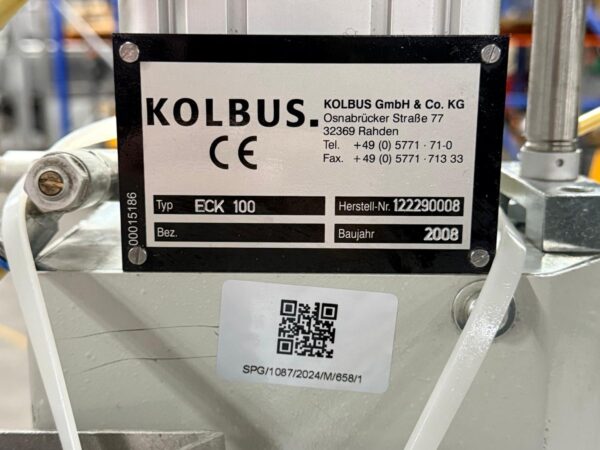 KOLBUS.
CE
KOLBUS GmbH & Co. KG
Osnabrücker Straße 77
32369 Rahden
Tel. +49 (0) 5771 · 71-0
Fax. +49 (0) 5771 · 713 33
Typ ECK 100
Herstell-Nr. 122290008
Bez.
Baujahr 2008
00015186
SPG/1087/2024/M/658/1